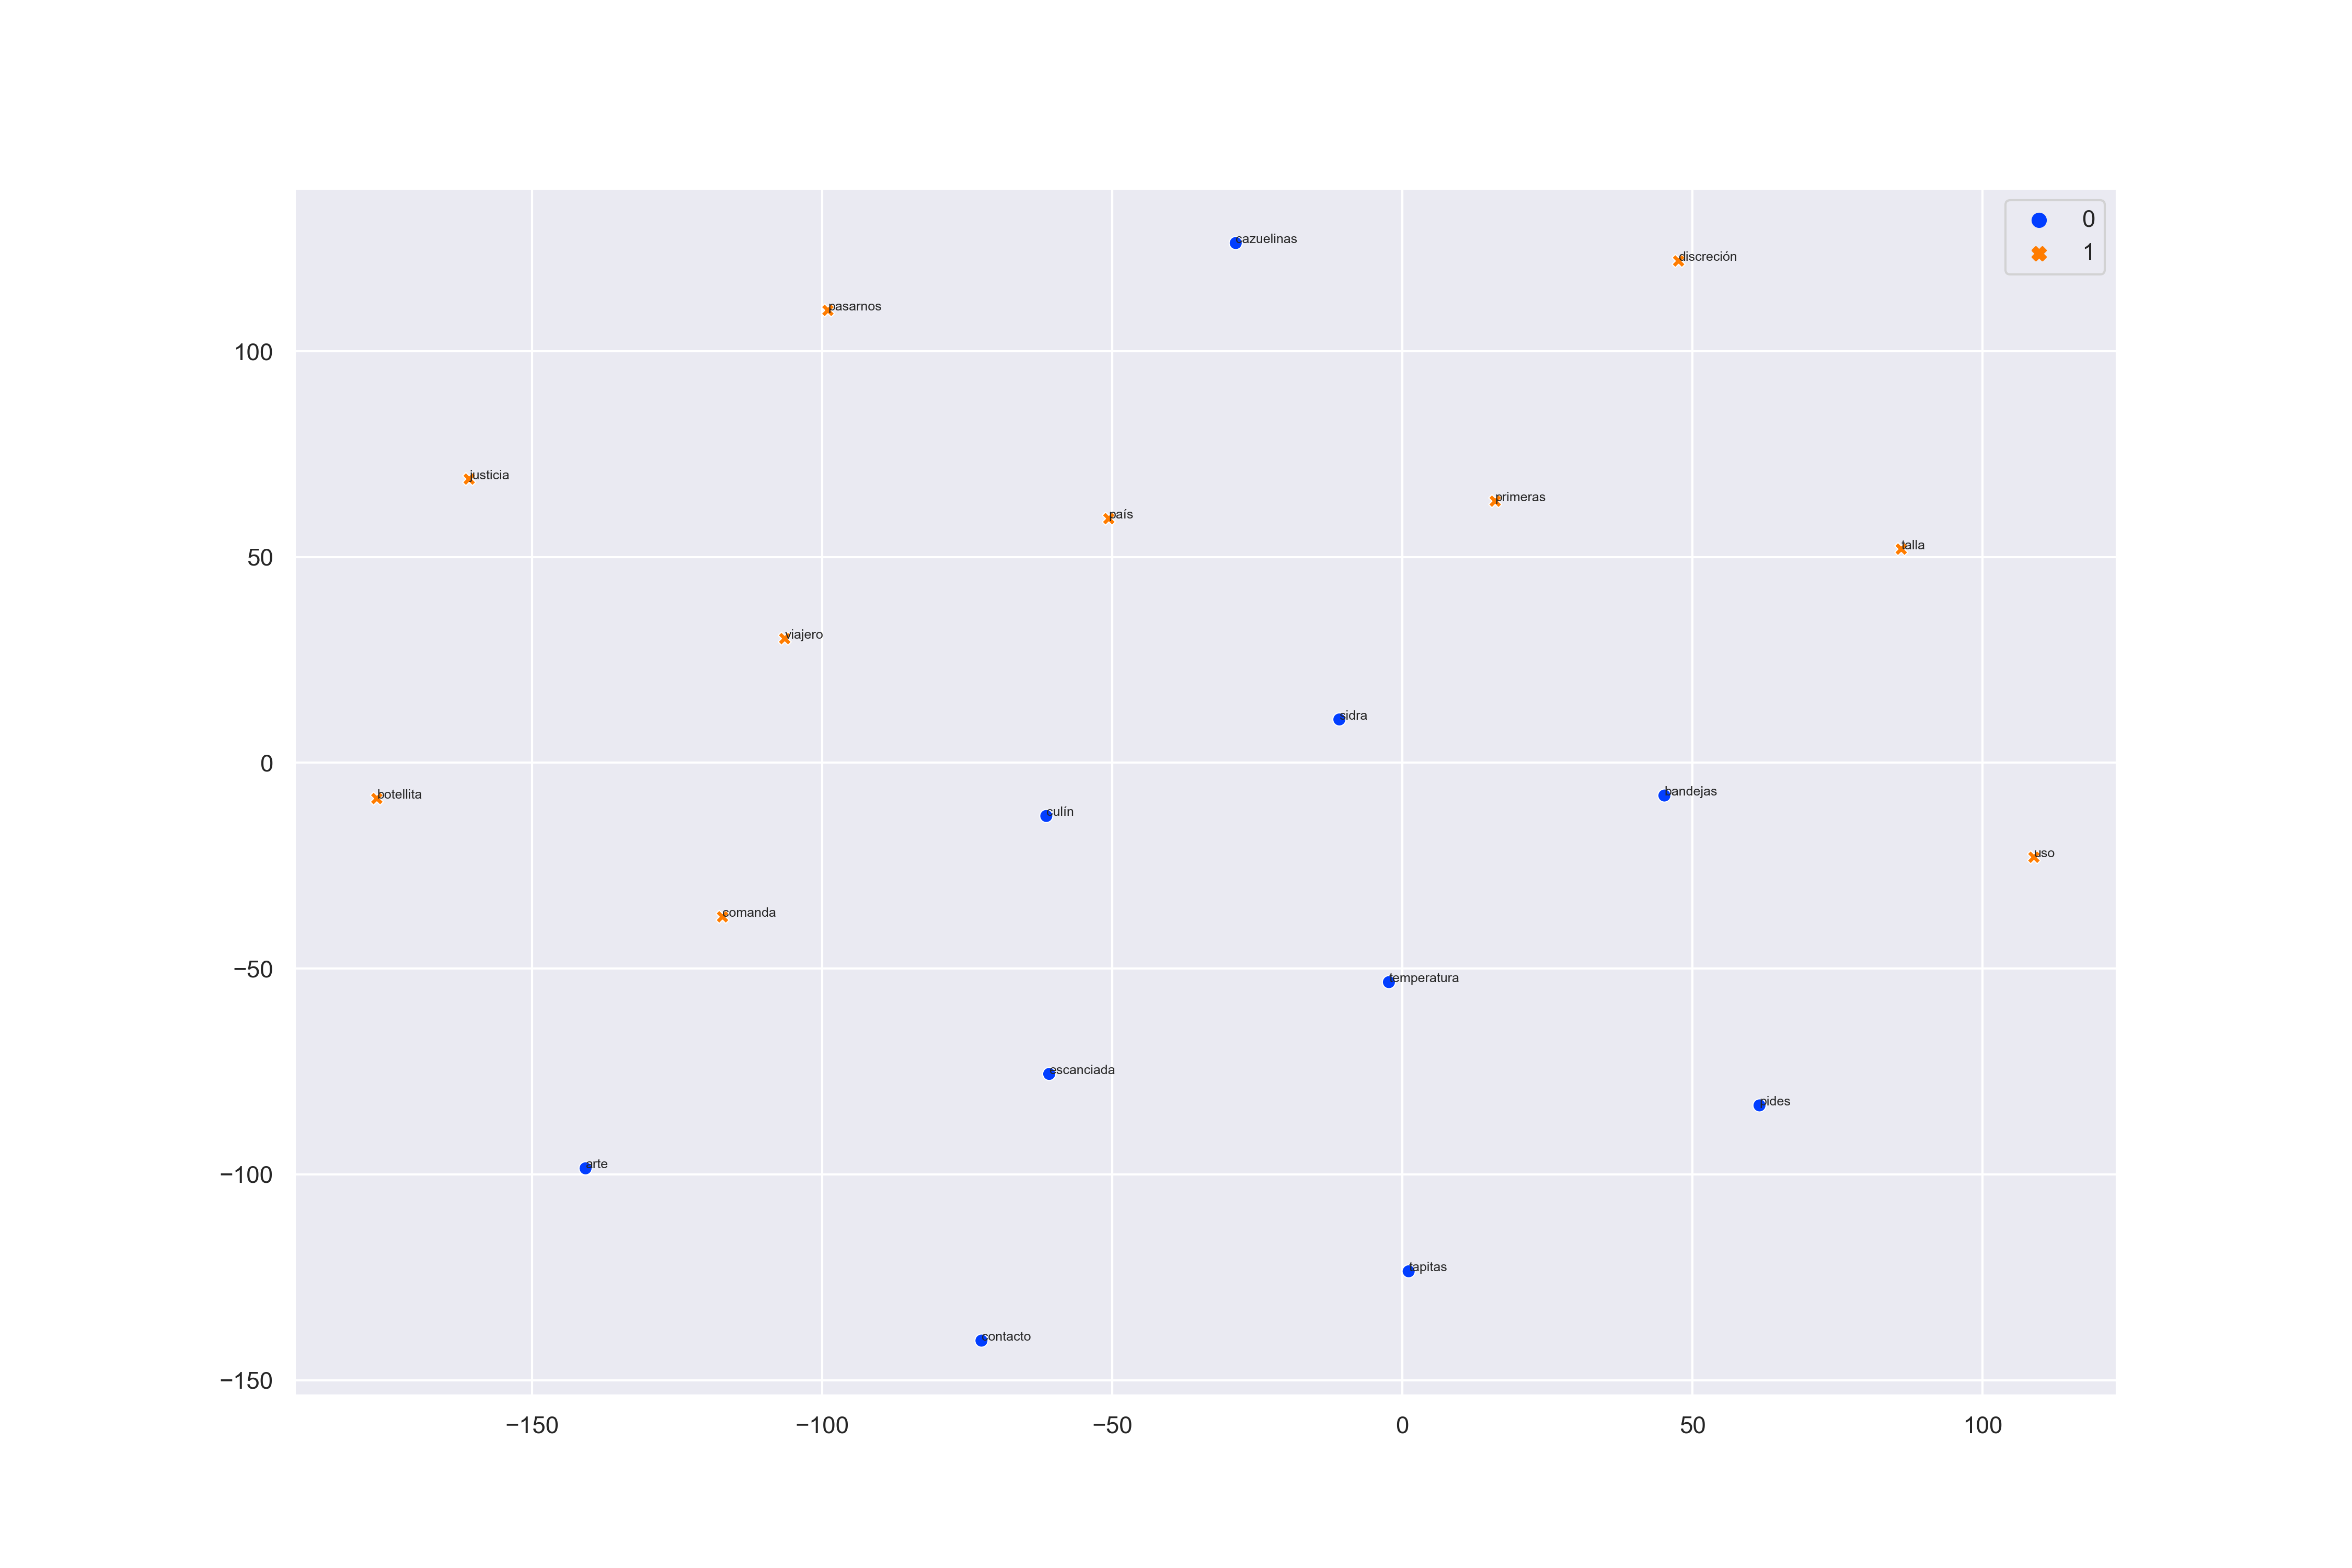 0
1
cazuelinas
discreción
pasarnos
100
justicia
primeras
país
talla
50
viajero
sidra
0
bandejas
botellita
culín
uso
comanda
−50
temperatura
escanciada
pides
arte
−100
tapitas
contacto
−150
−150
−100
−50
0
50
100